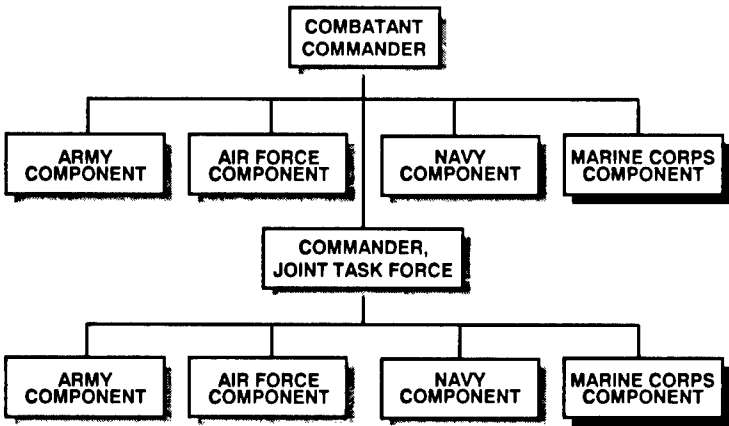 COMBATANT
COMMANDER
ARMY
COMPONENT
AIR FORCE
COMPONENT
NAVY
COMPONENT
MARINE CORPS
COMPONENT
COMMANDER,
JOINT TASK FORCE
ARMY
COMPONENT
AIR FORCE
COMPONENT
NAVY
COMPONENT
MARINE CORPS
COMPONENT